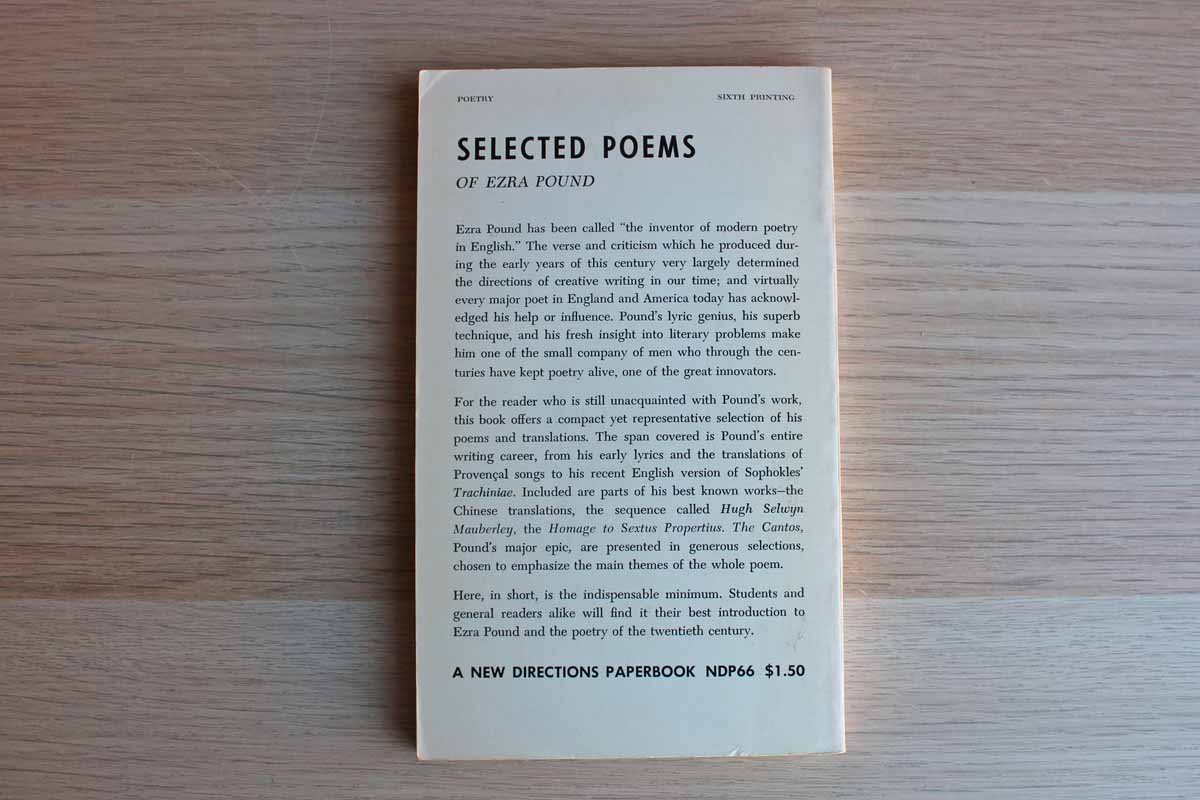 POETRY SIXTH PRINTING
SELECTED POEMS
OF EZRA POUND
Ezra Pound has been called “the inventor of modern poetry
in English.” The verse and criticism which he produced dur-
ing the early years of this century very largely determined
the directions of creative writing in our time; and virtually
every major poet in England and America today has acknowl-
edged his help or influence. Pound’s lyric genius, his superb
technique, and his fresh insight into literary problems make
him one of the small company of men who through the cen-
turies have kept poetry alive, one of the great innovators.
For the reader who is still unacquainted with Pound’s work,
this book offers a compact yet representative selection of his
poems and translations. The span covered is Pound’s entire
writing career, from his early lyrics and the translations of
Provençal songs to his recent English version of Sophokles’
Trachiniae. Included are parts of his best known works—the
Chinese translations, the sequence called Hugh Selwyn
Mauberley, the Homage to Sextus Propertius. The Cantos,
Pound’s major epic, are presented in generous selections,
chosen to emphasize the main themes of the whole poem.
Here, in short, is the indispensable minimum. Students and
general readers alike will find it their best introduction to
Ezra Pound and the poetry of the twentieth century.
A NEW DIRECTIONS PAPERBOOK NDP66 $1.50